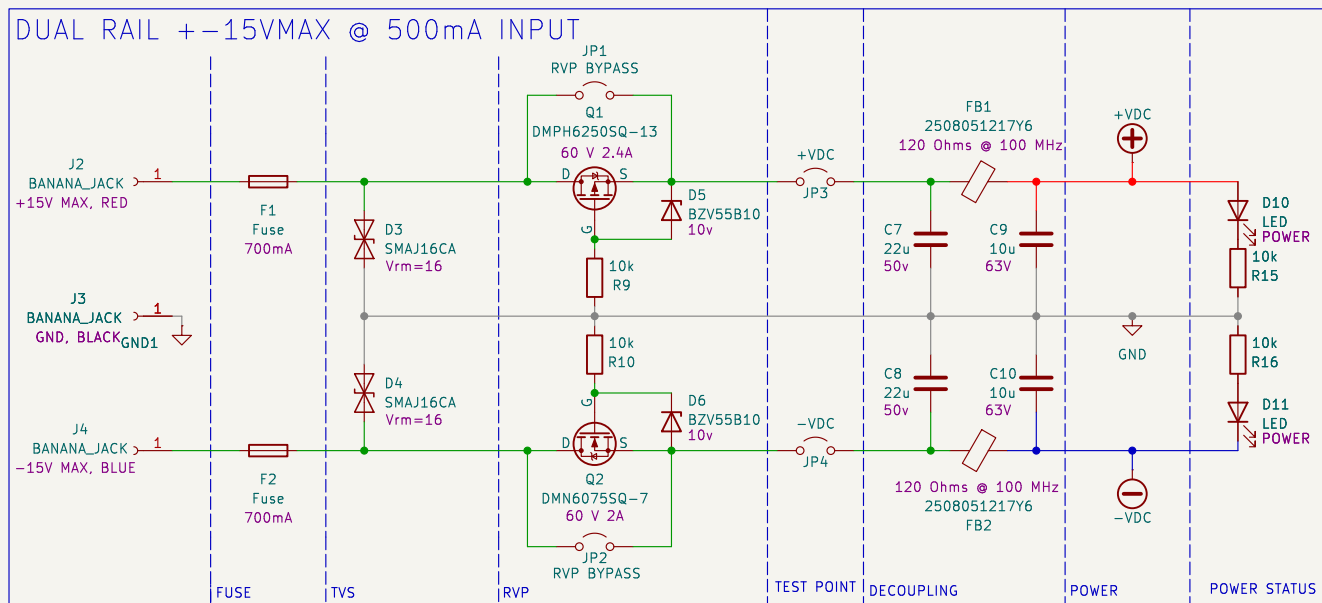 DUAL RAIL +-15VMAX @ 500mA INPUT
JP1
RVP BYPASS
Q1
DMPH6250SQ-13
60 V 2.4A
D
S
G
J2
BANANA_JACK
+15V MAX, RED
1
F1
Fuse
700mA
D3
SMAJ16CA
Vrm=16
D5
BZV55B10
10v
10k
R9
+VDC
JP3
FB1
2508051217Y6
120 Ohms @ 100 MHz
C7
22u
50v
C9
10u
63V
+VDC
D10
LED
POWER
10k
R15
J3
BANANA_JACK
GND, BLACK
1
GND1
GND
10k
R10
10k
R16
D4
SMAJ16CA
Vrm=16
G
D6
BZV55B10
10v
C8
22u
50v
C10
10u
63V
D11
LED
POWER
J4
BANANA_JACK
-15V MAX, BLUE
1
F2
Fuse
700mA
D
S
Q2
DMN6075SQ-7
60 V 2A
JP2
RVP BYPASS
-VDC
JP4
120 Ohms @ 100 MHz
2508051217Y6
FB2
-VDC
FUSE
TVS
RVP
TEST POINT
DECOUPLING
POWER
POWER STATUS